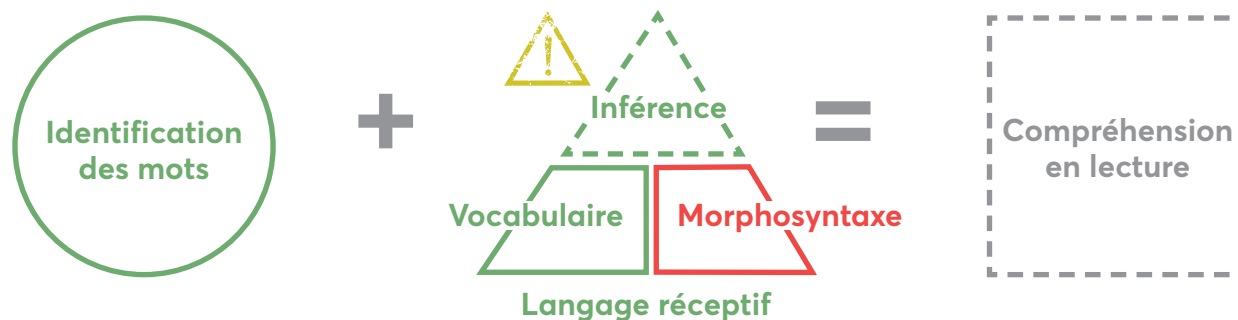 Identification
des mots
+
!
Inférence
Vocabulaire
Morphosyntaxe
Langage réceptif
=
Compréhension
en lecture